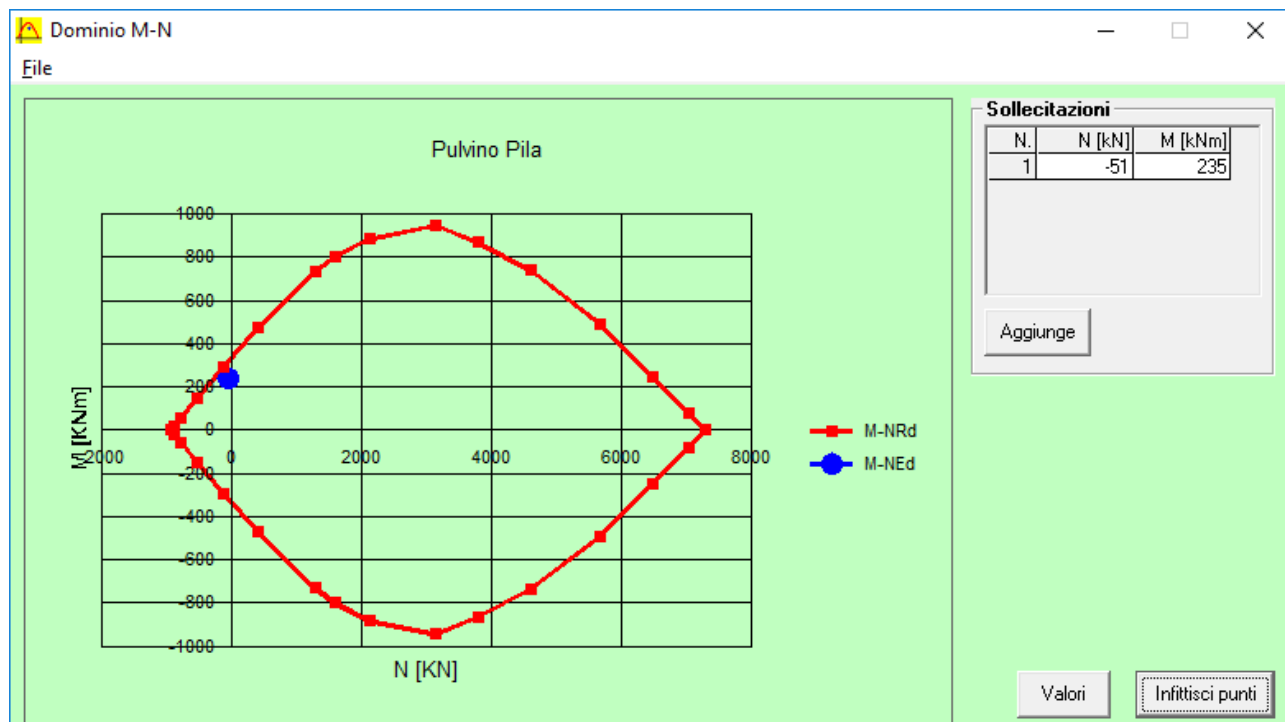 Dominio M-N
File
Pulvino Pila
1000
800
600
400
200
0
-200
-400
-600
-800
-1000
M [KNm]
-2000
0
2000
4000
6000
8000
N [KN]
M-NRd
M-NEd
Sollecitazioni
N. N [kN] M [kNm]
1 -51 235
Aggiunge
Valori
Infittisci punti